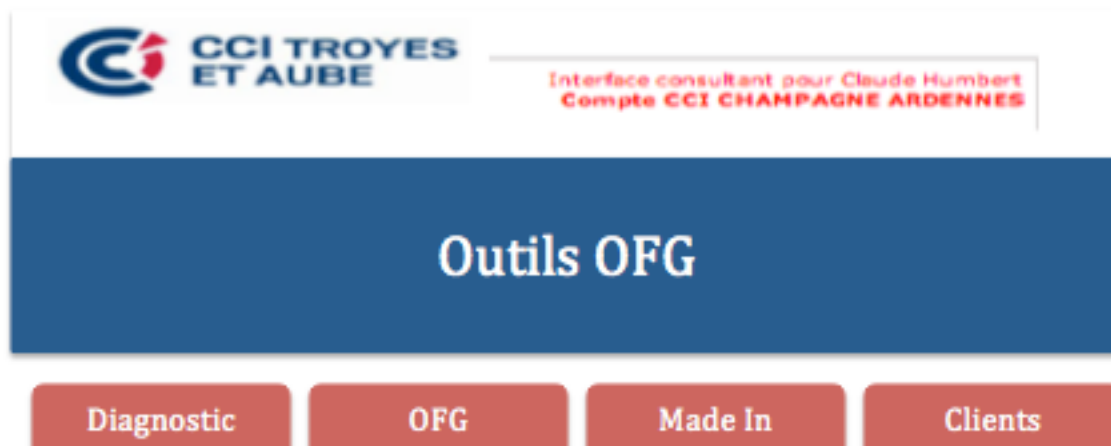 CCI TROYES
ET AUBE
Interface consultant pour Claude Humbert
Compte CCI CHAMPAGNE ARDENNES
Outils OFG
Diagnostic
OFG
Made In
Clients